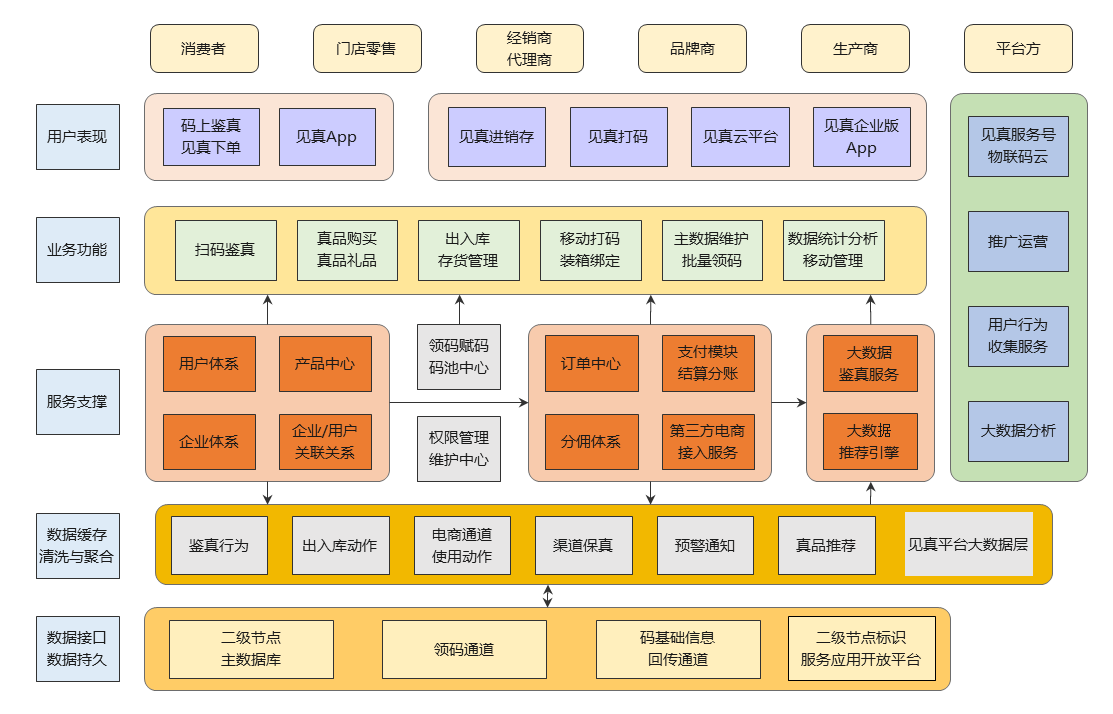 消费者
门店零售
经销商
代理商
品牌商
生产商
平台方
用户表现
码上鉴真
见真下单
见真App
见真进销存
见真打码
见真云平台
见真企业版
App
见真服务号
物联码云
推广运营
用户行为
收集服务
大数据分析
业务功能
扫码鉴真
真品购买
真品礼品
出入库
存货管理
移动打码
装箱绑定
主数据维护
批量领码
数据统计分析
移动管理
服务支撑
用户体系
产品中心
企业体系
企业/用户
关联关系
领码赋码
码池中心
权限管理
维护中心
订单中心
支付模块
结算分账
分佣体系
第三方电商
接入服务
大数据
鉴真服务
大数据
推荐引擎
数据缓存
清洗与聚合
鉴真行为
出入库动作
电商通道
使用动作
渠道保真
预警通知
真品推荐
见真平台大数据层
数据接口
数据持久
二级节点
主数据库
领码通道
码基础信息
回传通道
二级节点标识
服务应用开放平台